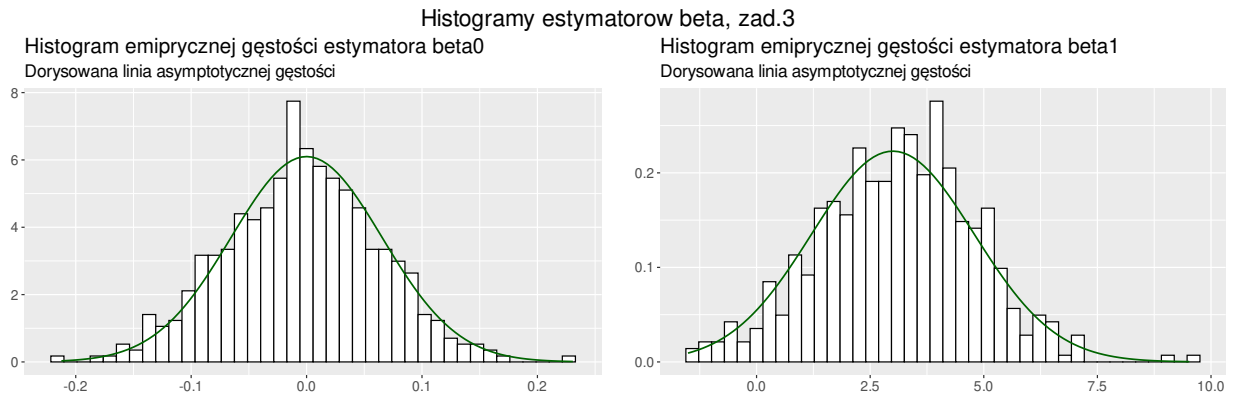 Histogramy estymatorow beta, zad.3
Histogram emiprycznej gęstości estymatora beta0
Dorysowana linia asymptotycznej gęstości
8
6
4
2
0
-0.2 -0.1 0.0 0.1 0.2
Histogram emiprycznej gęstości estymatora beta1
Dorysowana linia asymptotycznej gęstości
0.2
0.1
0.0
0.0 2.5 5.0 7.5 10.0